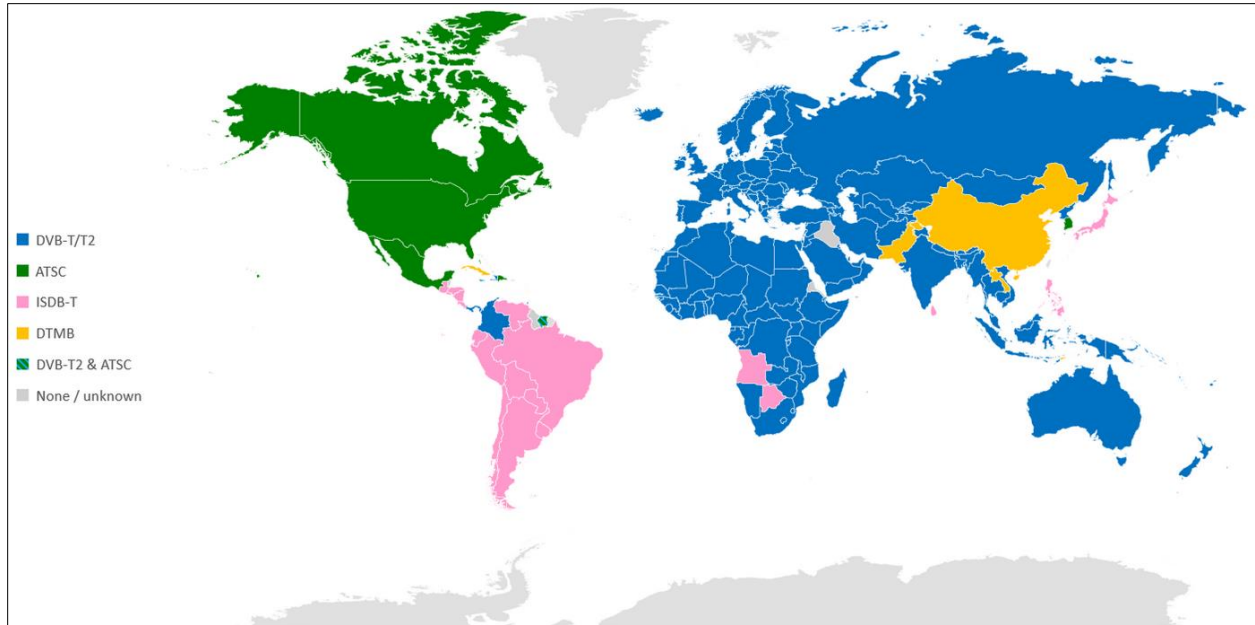 DVB-T/T2
ATSC
ISDB-T
DTMB
DVB-T2 & ATSC
None / unknown